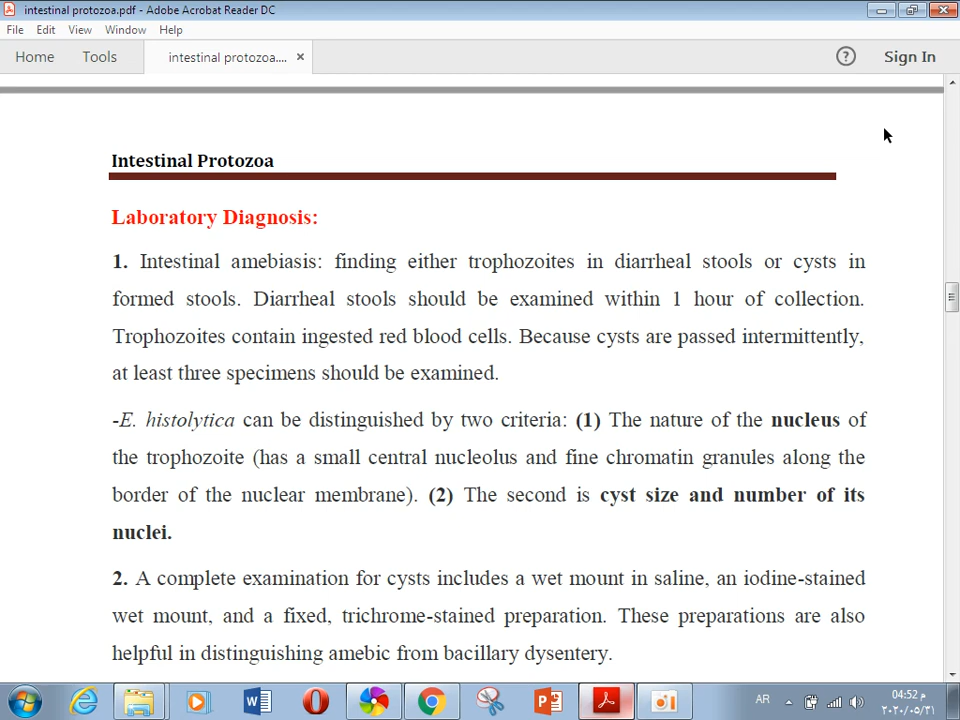 intestinal protozoa.pdf - Adobe Acrobat Reader DC
File Edit View Window Help
Home Tools intestinal protozoa.... × ? Sign In
Intestinal Protozoa
Laboratory Diagnosis:
1. Intestinal amebiasis: finding either trophozoites in diarrheal stools or cysts in
formed stools. Diarrheal stools should be examined within 1 hour of collection.
Trophozoites contain ingested red blood cells. Because cysts are passed intermittently,
at least three specimens should be examined.
-E. histolytica can be distinguished by two criteria: (1) The nature of the nucleus of
the trophozoite (has a small central nucleolus and fine chromatin granules along the
border of the nuclear membrane). (2) The second is cyst size and number of its
nuclei.
2. A complete examination for cysts includes a wet mount in saline, an iodine-stained
wet mount, and a fixed, trichrome-stained preparation. These preparations are also
helpful in distinguishing amebic from bacillary dysentery.
AR
04:52 م
٢٠٢٠/٠٥/٣١